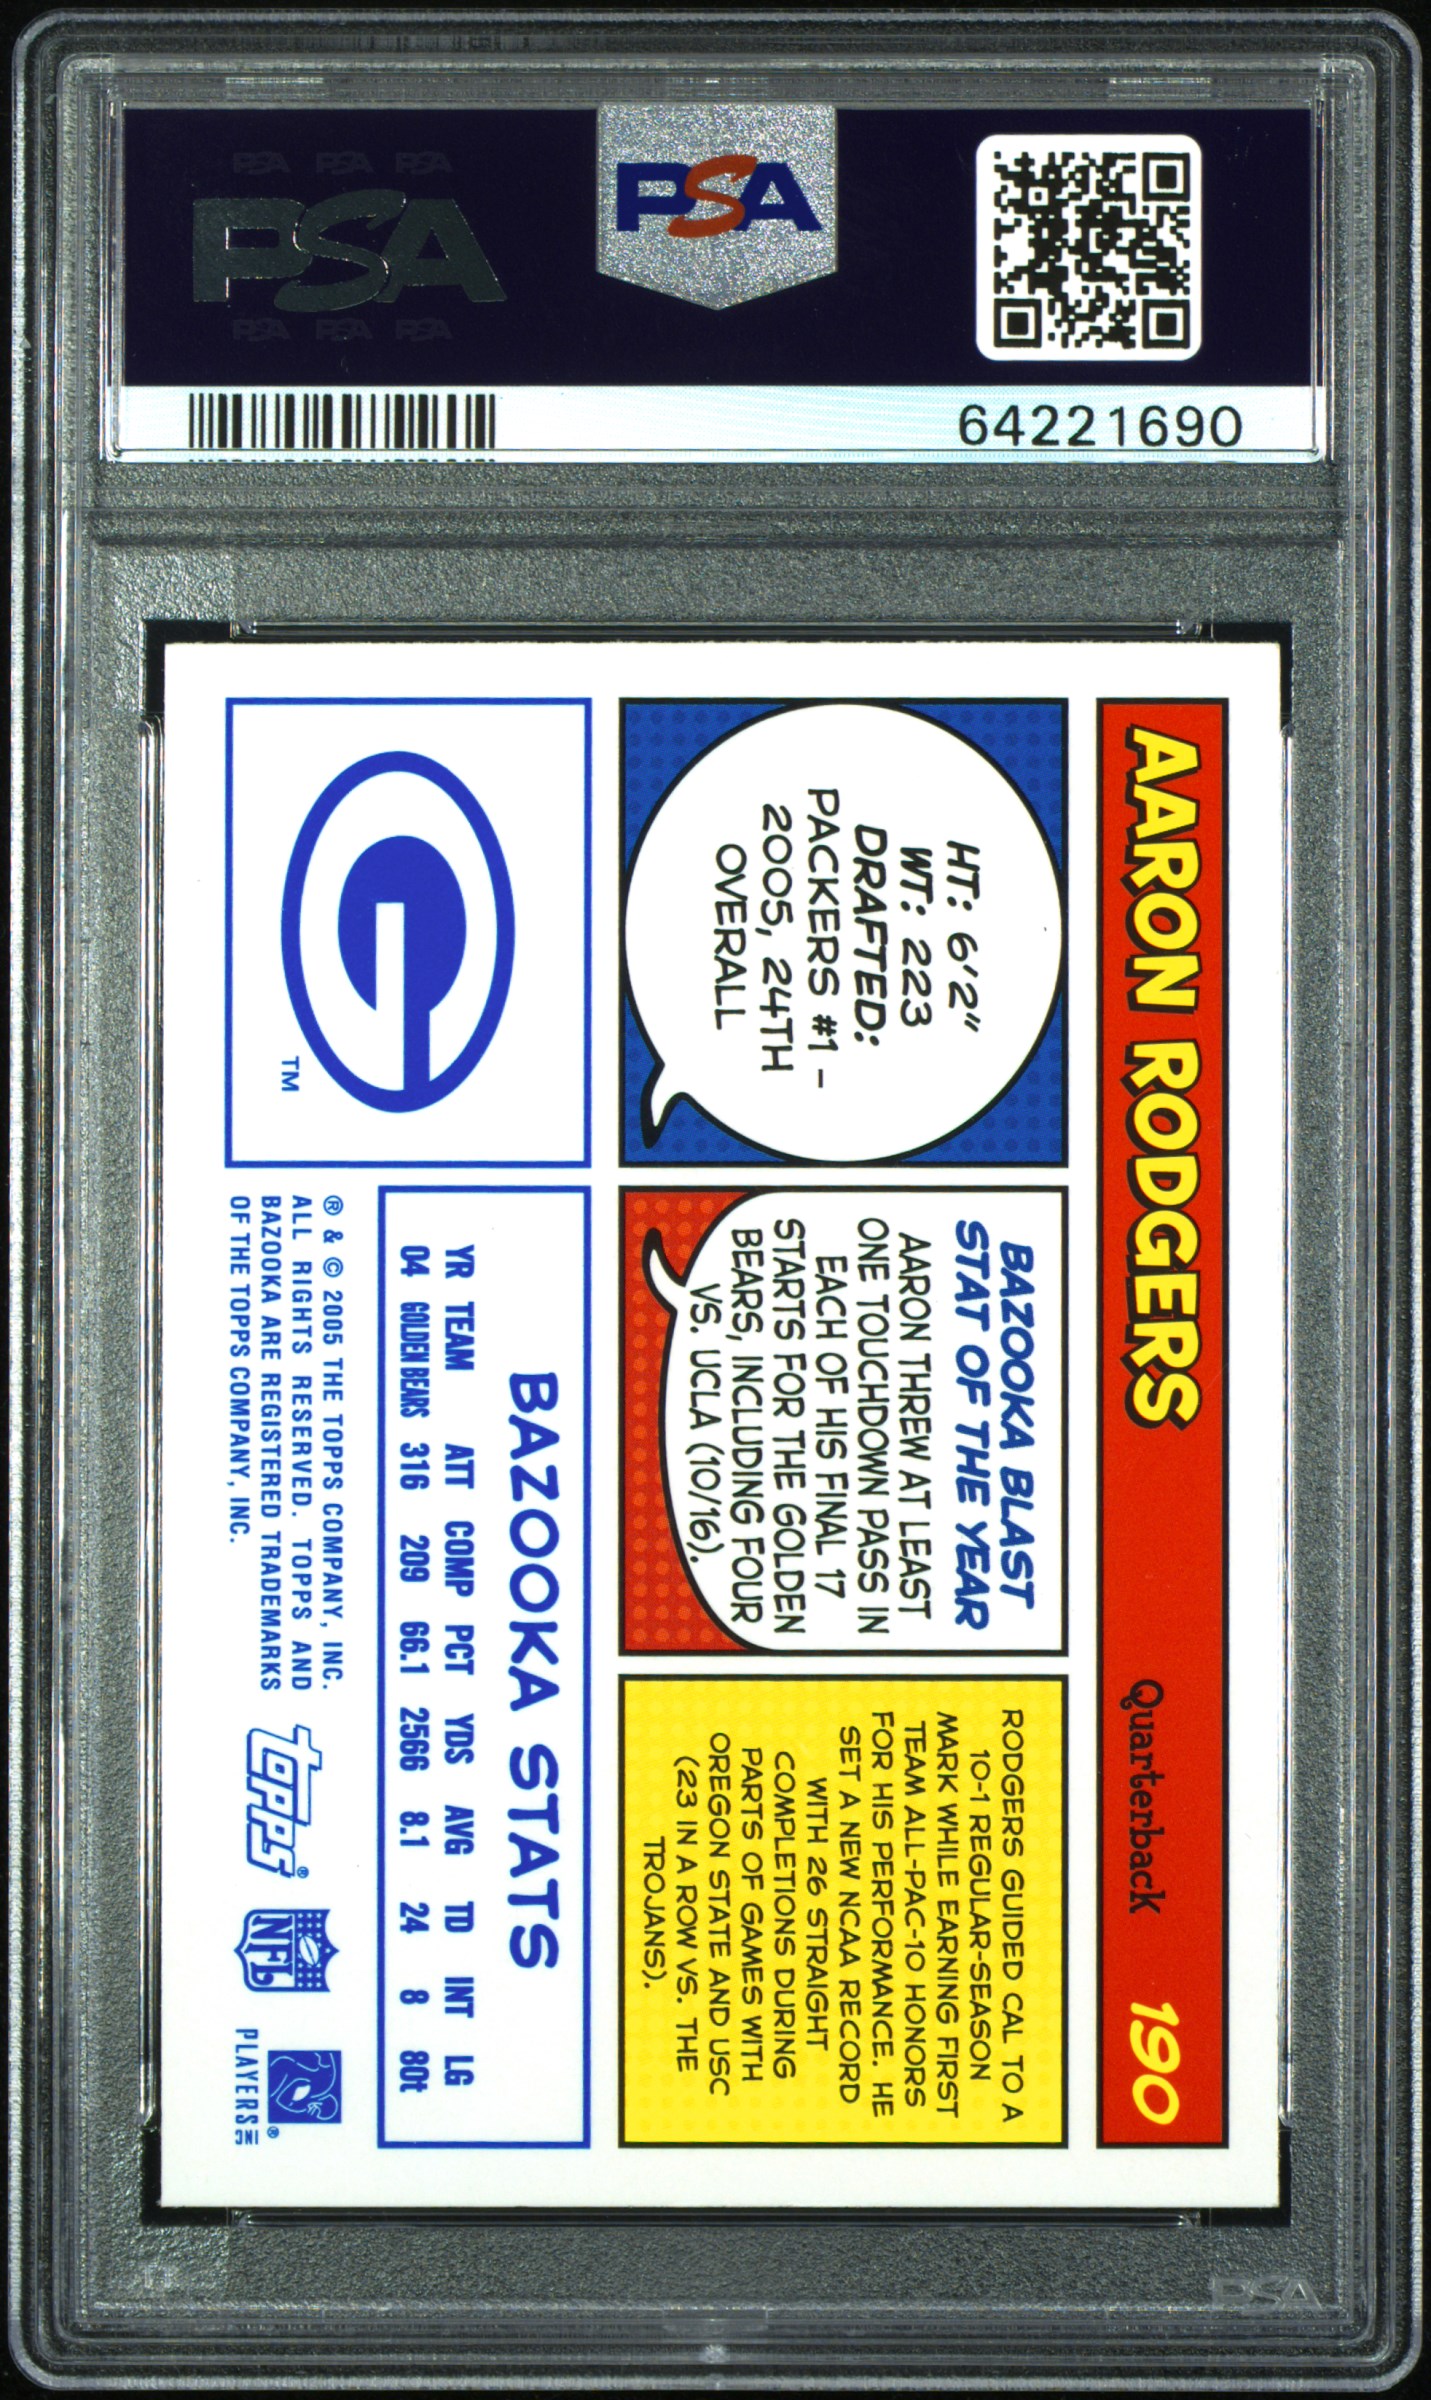 PSA PSA PSA
PSA
PSA PSA PSA
PSA
64221690
AARON RODGERS Quarterback 190
HT: 6'2"
WT: 223
DRAFTED:
PACKERS #1 -
2005, 24TH
OVERALL
BAZOOKA BLAST
STAT OF THE YEAR
AARON THREW AT LEAST
ONE TOUCHDOWN PASS IN
EACH OF HIS FINAL 17
STARTS FOR THE GOLDEN
BEARS, INCLUDING FOUR
VS. UCLA (10/16).
RODGERS GUIDED CAL TO A
10-1 REGULAR-SEASON
MARK WHILE EARNING FIRST
TEAM ALL-PAC-10 HONORS
FOR HIS PERFORMANCE. HE
SET A NEW NCAA RECORD
WITH 26 STRAIGHT
COMPLETIONS DURING
PARTS OF GAMES WITH
OREGON STATE AND USC
(23 IN A ROW VS. THE
TROJANS).
G
TM
BAZOOKA STATS
YR TEAM ATT COMP PCT YDS AVG TD INT LG
04 GOLDEN BEARS 316 209 66.1 2566 8.1 24 8 80t
® & © 2005 THE TOPPS COMPANY, INC.
ALL RIGHTS RESERVED. TOPPS AND
BAZOOKA ARE REGISTERED TRADEMARKS
OF THE TOPPS COMPANY, INC.
topps®
NFL
®
PLAYERS INC
PSA